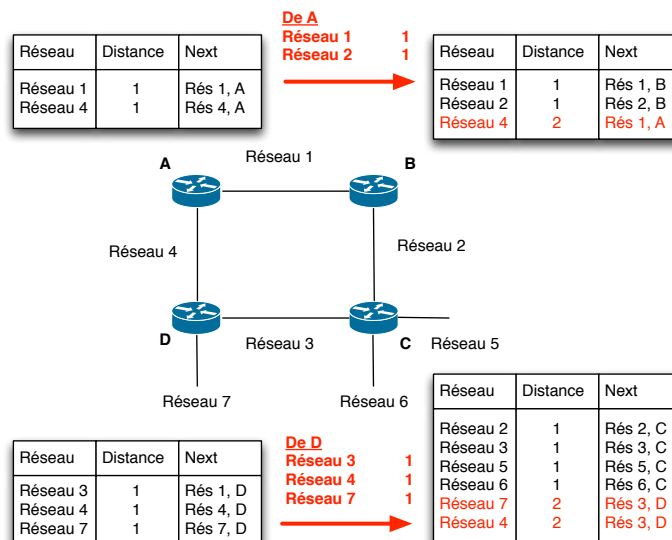 De A
Réseau 1 1
Réseau 2 1
Réseau Distance Next
Réseau 1 1 Rés 1, A
Réseau 4 1 Rés 4, A
Réseau Distance Next
Réseau 1 1 Rés 1, B
Réseau 2 1 Rés 2, B
Réseau 4 2 Rés 1, A
A
Réseau 1
B
Réseau 4
Réseau 2
D
Réseau 3
C
Réseau 5
Réseau 7
Réseau 6
De D
Réseau 3 1
Réseau 4 1
Réseau 7 1
Réseau Distance Next
Réseau 3 1 Rés 1, D
Réseau 4 1 Rés 4, D
Réseau 7 1 Rés 7, D
Réseau Distance Next
Réseau 2 1 Rés 2, C
Réseau 3 1 Rés 3, C
Réseau 5 1 Rés 5, C
Réseau 6 1 Rés 6, C
Réseau 7 2 Rés 3, D
Réseau 4 2 Rés 3, D